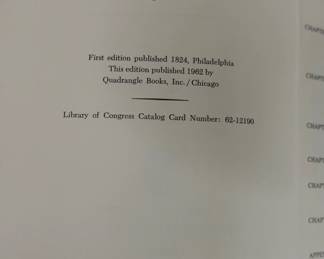 First edition published 1824, Philadelphia
This edition published 1962 by
Quadrangle Books, Inc./Chicago
Library of Congress Catalog Card Number: 62-12190